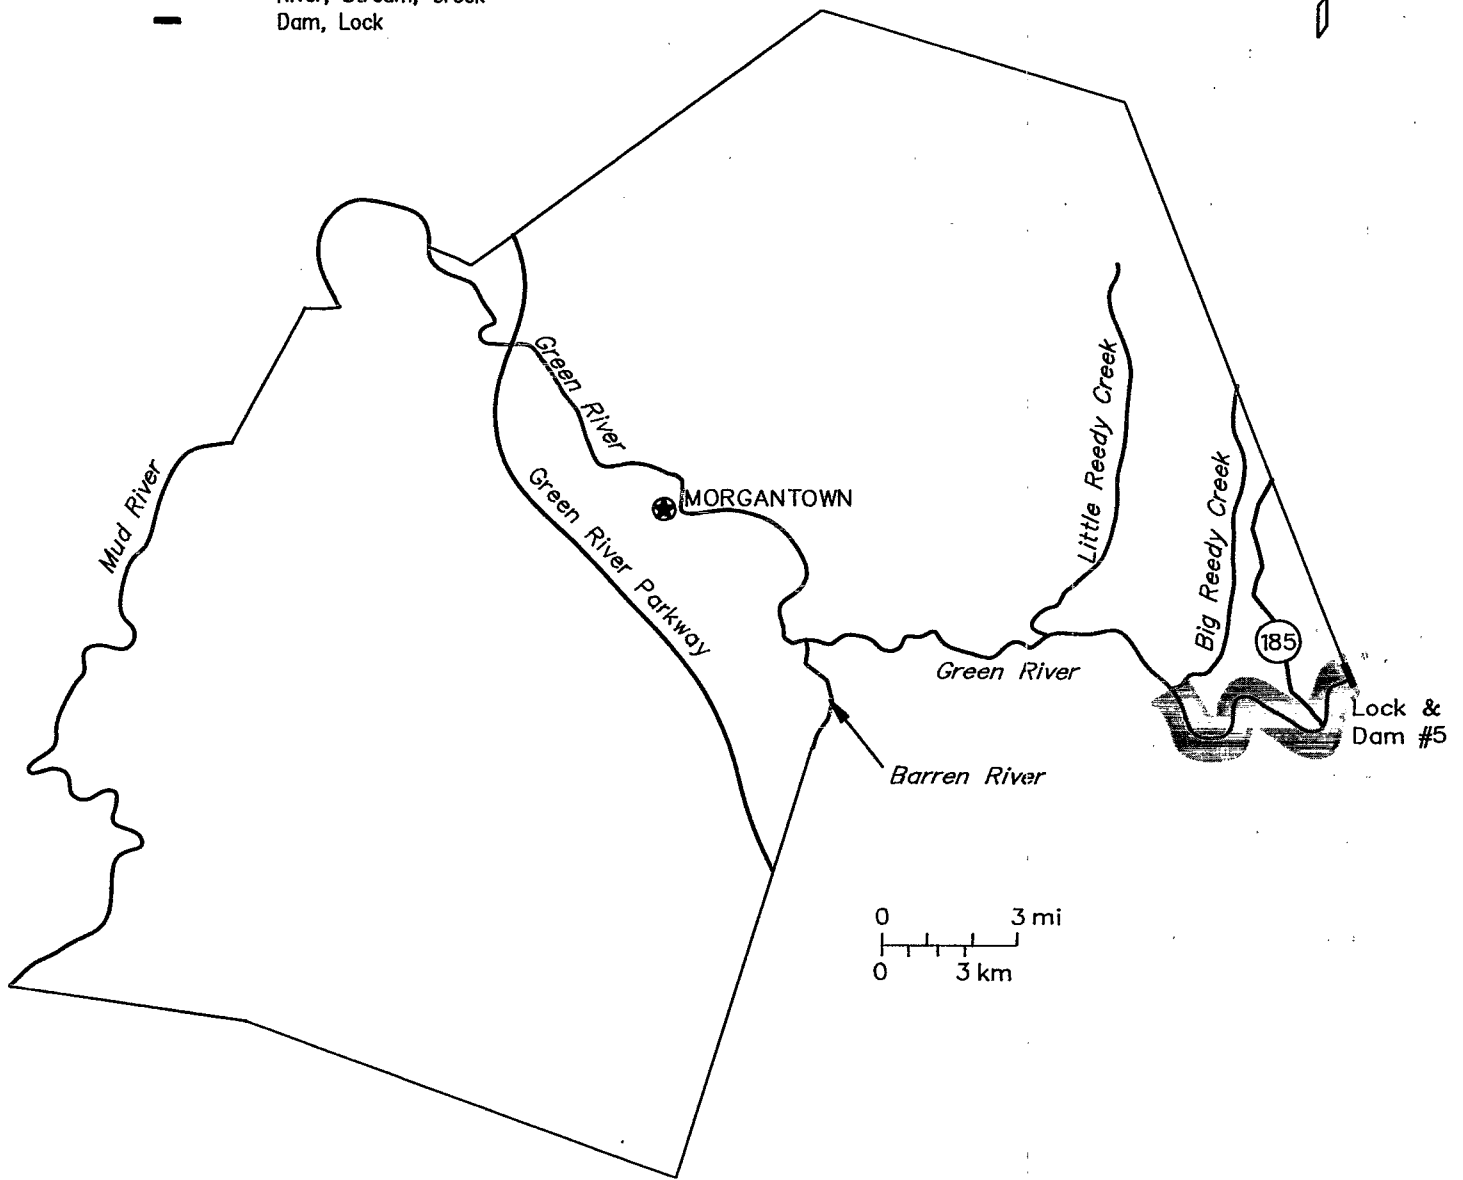 Dam, Lock
Green River
Little Reedy Creek
Mud River
Big Reedy Creek
MORGANTOWN
Green River Parkway
185
Green River
Lock &
Dam #5
Barren River
0 3 mi
0 3 km